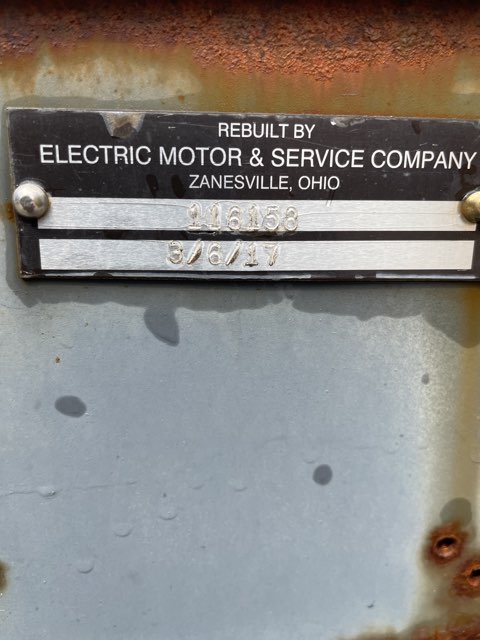 REBUILT BY
ELECTRIC MOTOR & SERVICE COMPANY
ZANESVILLE, OHIO
116158
3/6/17